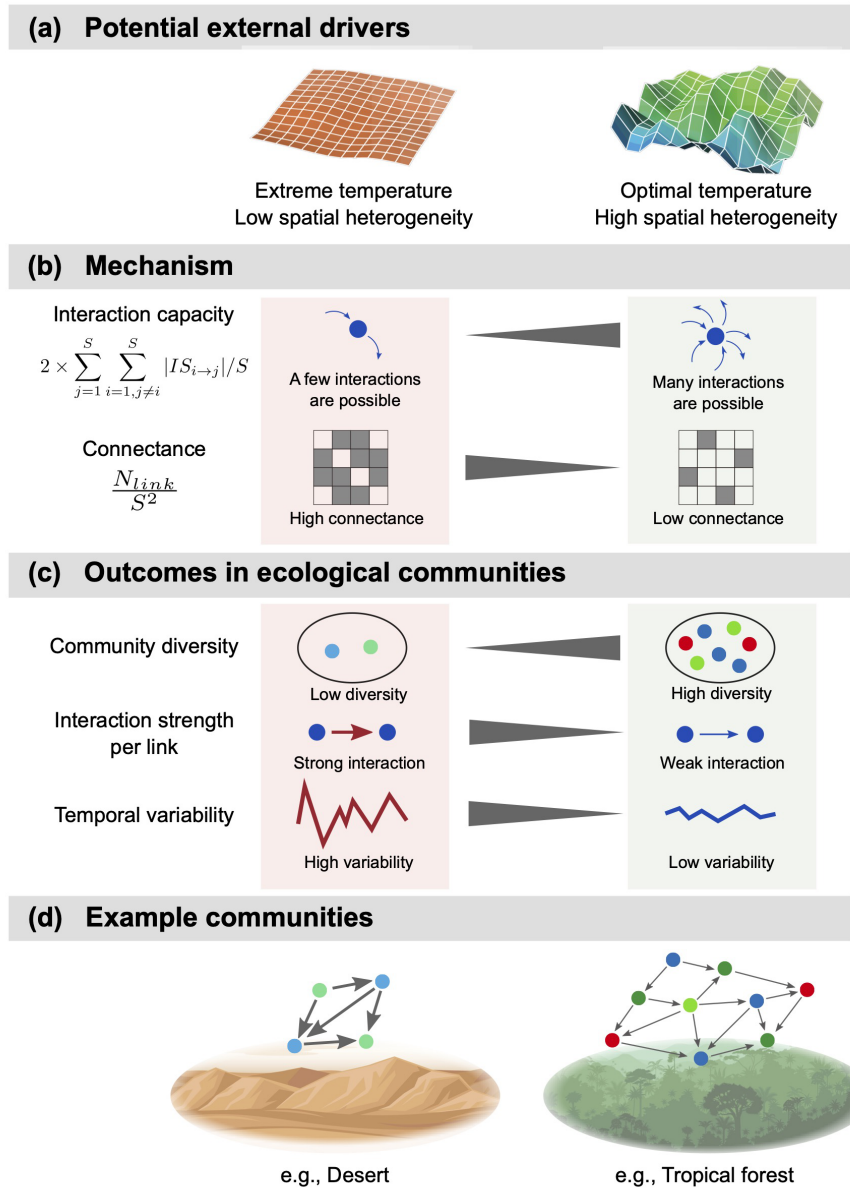 (a) Potential external drivers
Extreme temperature
Low spatial heterogeneity
Optimal temperature
High spatial heterogeneity
(b) Mechanism
Interaction capacity
2 × ∑_{j=1}^{S} ∑_{i=1,j≠i}^{S} |IS_{i→j}|/S
A few interactions
are possible
Many interactions
are possible
Connectance
N_{link}
S^2
High connectance
Low connectance
(c) Outcomes in ecological communities
Community diversity
Low diversity
High diversity
Interaction strength
per link
Strong interaction
Weak interaction
Temporal variability
High variability
Low variability
(d) Example communities
e.g., Desert
e.g., Tropical forest